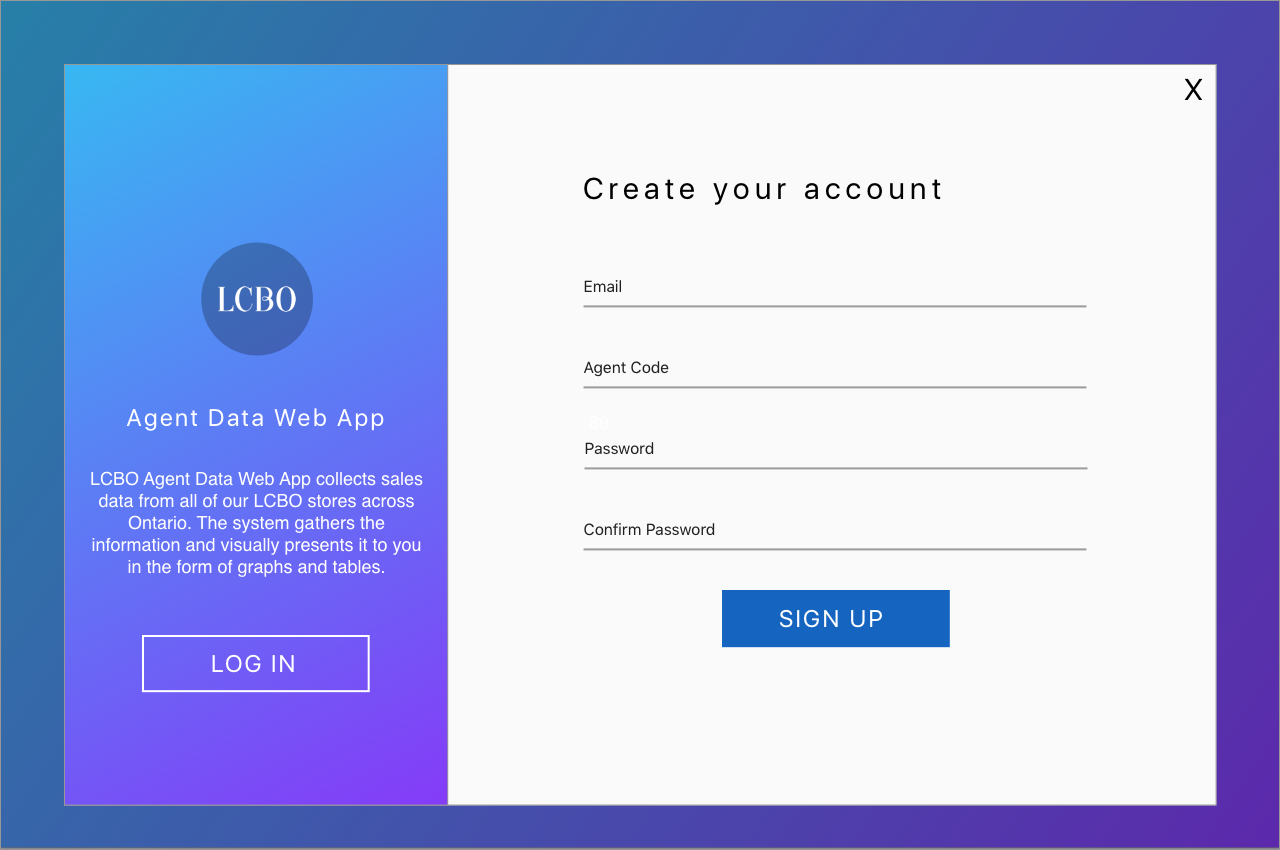 X
LCBO
Agent Data Web App
LCBO Agent Data Web App collects sales
data from all of our LCBO stores across
Ontario. The system gathers the
information and visually presents it to you
in the form of graphs and tables.
LOG IN
Create your account
Email
Agent Code
80
Password
Confirm Password
SIGN UP